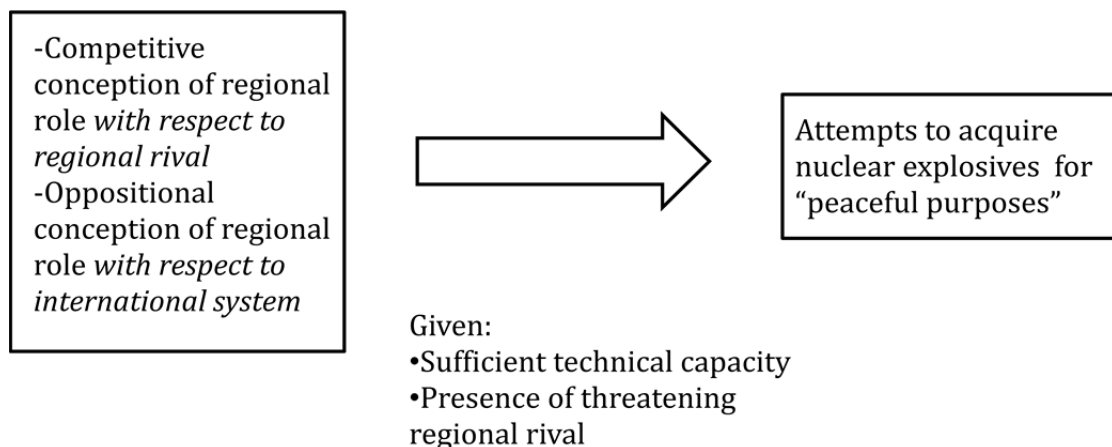 -Competitive
conception of regional
role with respect to
regional rival
-Oppositional
conception of regional
role with respect to
international system
Attempts to acquire
nuclear explosives for
“peaceful purposes”
Given:
•Sufficient technical capacity
•Presence of threatening
regional rival